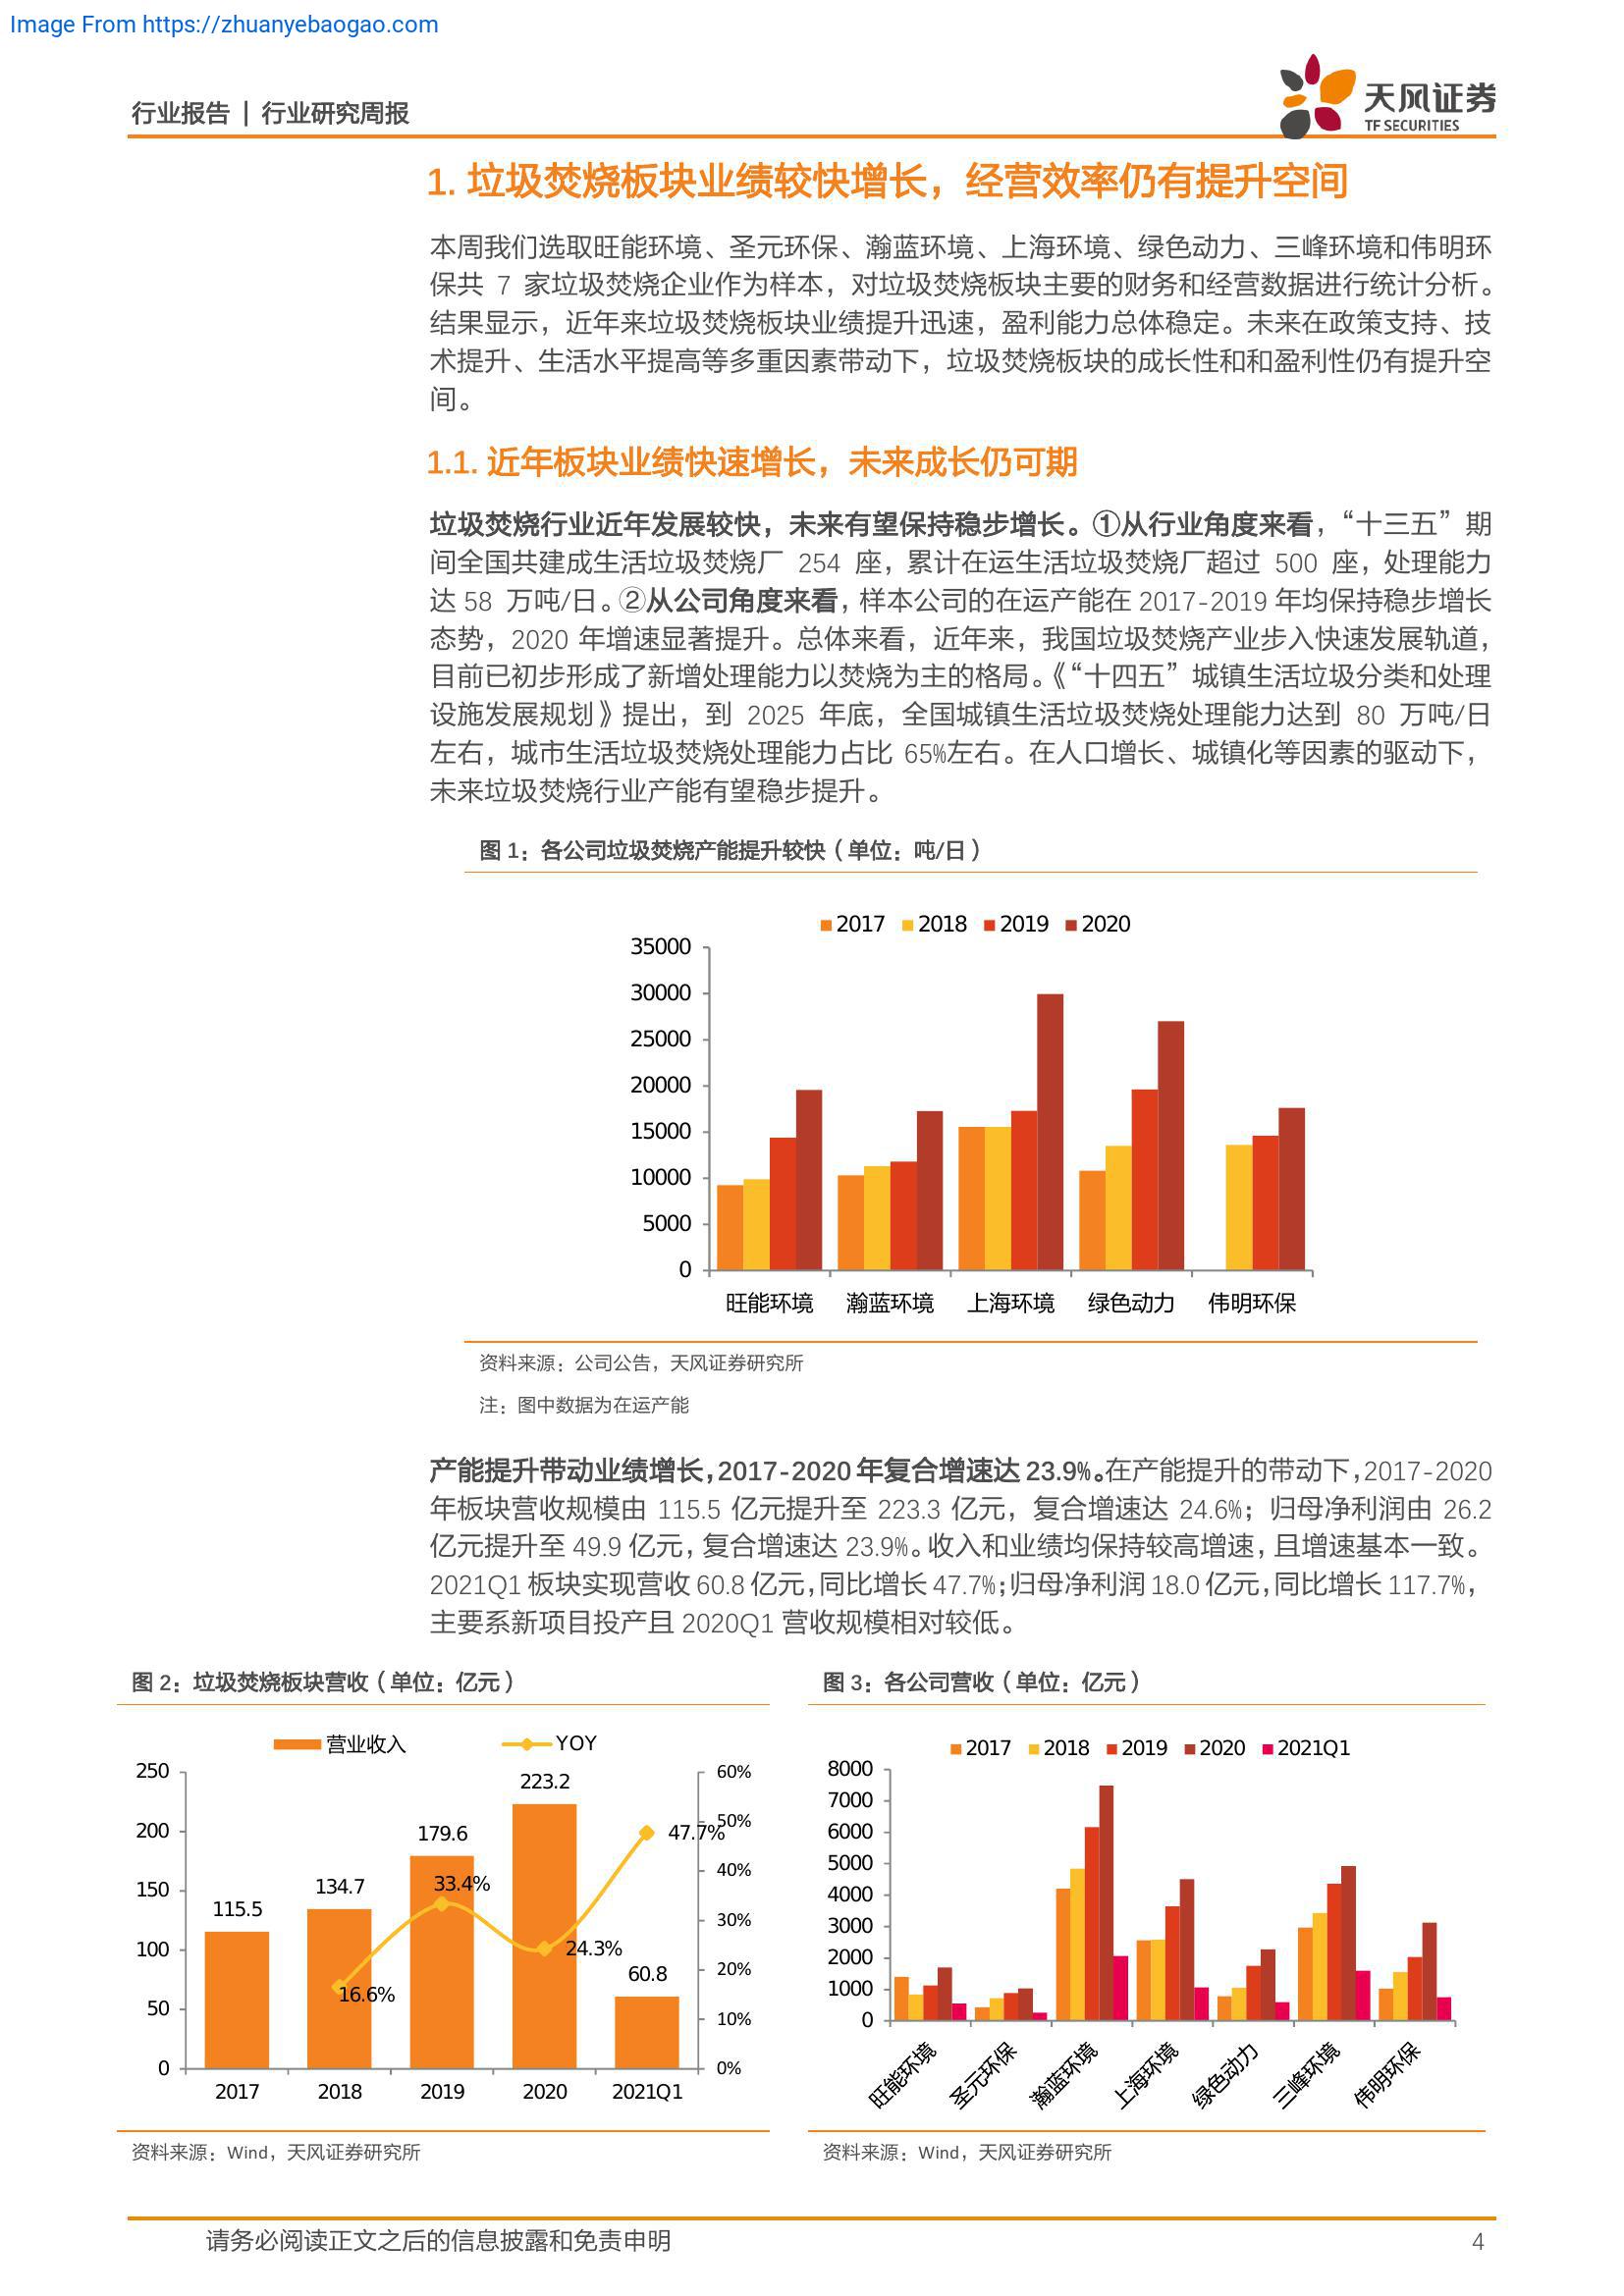 Image From https://zhuanyebaogao.com
行业报告 | 行业研究周报
天风证券
TF SECURITIES
1. 垃圾焚烧板块业绩较快增长，经营效率仍有提升空间
本周我们选取旺能环境、圣元环保、瀚蓝环境、上海环境、绿色动力、三峰环境和伟明环
保共 7 家垃圾焚烧企业作为样本，对垃圾焚烧板块主要的财务和经营数据进行统计分析。
结果显示，近年来垃圾焚烧板块业绩提升迅速，盈利能力总体稳定。未来在政策支持、技
术提升、生活水平提高等多重因素带动下，垃圾焚烧板块的成长性和和盈利性仍有提升空
间。
1.1. 近年板块业绩快速增长，未来成长仍可期
垃圾焚烧行业近年发展较快，未来有望保持稳步增长。①从行业角度来看，“十三五”期
间全国共建成生活垃圾焚烧厂 254 座，累计在运生活垃圾焚烧厂超过 500 座，处理能力
达 58 万吨/日。②从公司角度来看，样本公司的在运产能在 2017-2019 年均保持稳步增长
态势，2020 年增速显著提升。总体来看，近年来，我国垃圾焚烧产业步入快速发展轨道，
目前已初步形成了新增处理能力以焚烧为主的格局。《“十四五”城镇生活垃圾分类和处理
设施发展规划》提出，到 2025 年底，全国城镇生活垃圾焚烧处理能力达到 80 万吨/日
左右，城市生活垃圾焚烧处理能力占比 65%左右。在人口增长、城镇化等因素的驱动下，
未来垃圾焚烧行业产能有望稳步提升。
图 1：各公司垃圾焚烧产能提升较快（单位：吨/日）
2017 2018 2019 2020
35000
30000
25000
20000
15000
10000
5000
0
旺能环境 瀚蓝环境 上海环境 绿色动力 伟明环保
资料来源：公司公告，天风证券研究所
注：图中数据为在运产能
产能提升带动业绩增长，2017-2020 年复合增速达 23.9%。在产能提升的带动下，2017-2020
年板块营收规模由 115.5 亿元提升至 223.3 亿元，复合增速达 24.6%；归母净利润由 26.2
亿元提升至 49.9 亿元，复合增速达 23.9%。收入和业绩均保持较高增速，且增速基本一致。
2021Q1 板块实现营收 60.8 亿元，同比增长 47.7%；归母净利润 18.0 亿元，同比增长 117.7%，
主要系新项目投产且 2020Q1 营收规模相对较低。
图 2：垃圾焚烧板块营收（单位：亿元）
营业收入 YOY
250
200
150
100
50
0
60%
50%
40%
30%
20%
10%
0%
115.5
134.7
179.6
223.2
60.8
16.6%
33.4%
24.3%
47.7%
2017 2018 2019 2020 2021Q1
资料来源：Wind，天风证券研究所
图 3：各公司营收（单位：亿元）
2017 2018 2019 2020 2021Q1
8000
7000
6000
5000
4000
3000
2000
1000
0
旺能环境 圣元环保 瀚蓝环境 上海环境 绿色动力 三峰环境 伟明环保
资料来源：Wind，天风证券研究所
请务必阅读正文之后的信息披露和免责申明
4